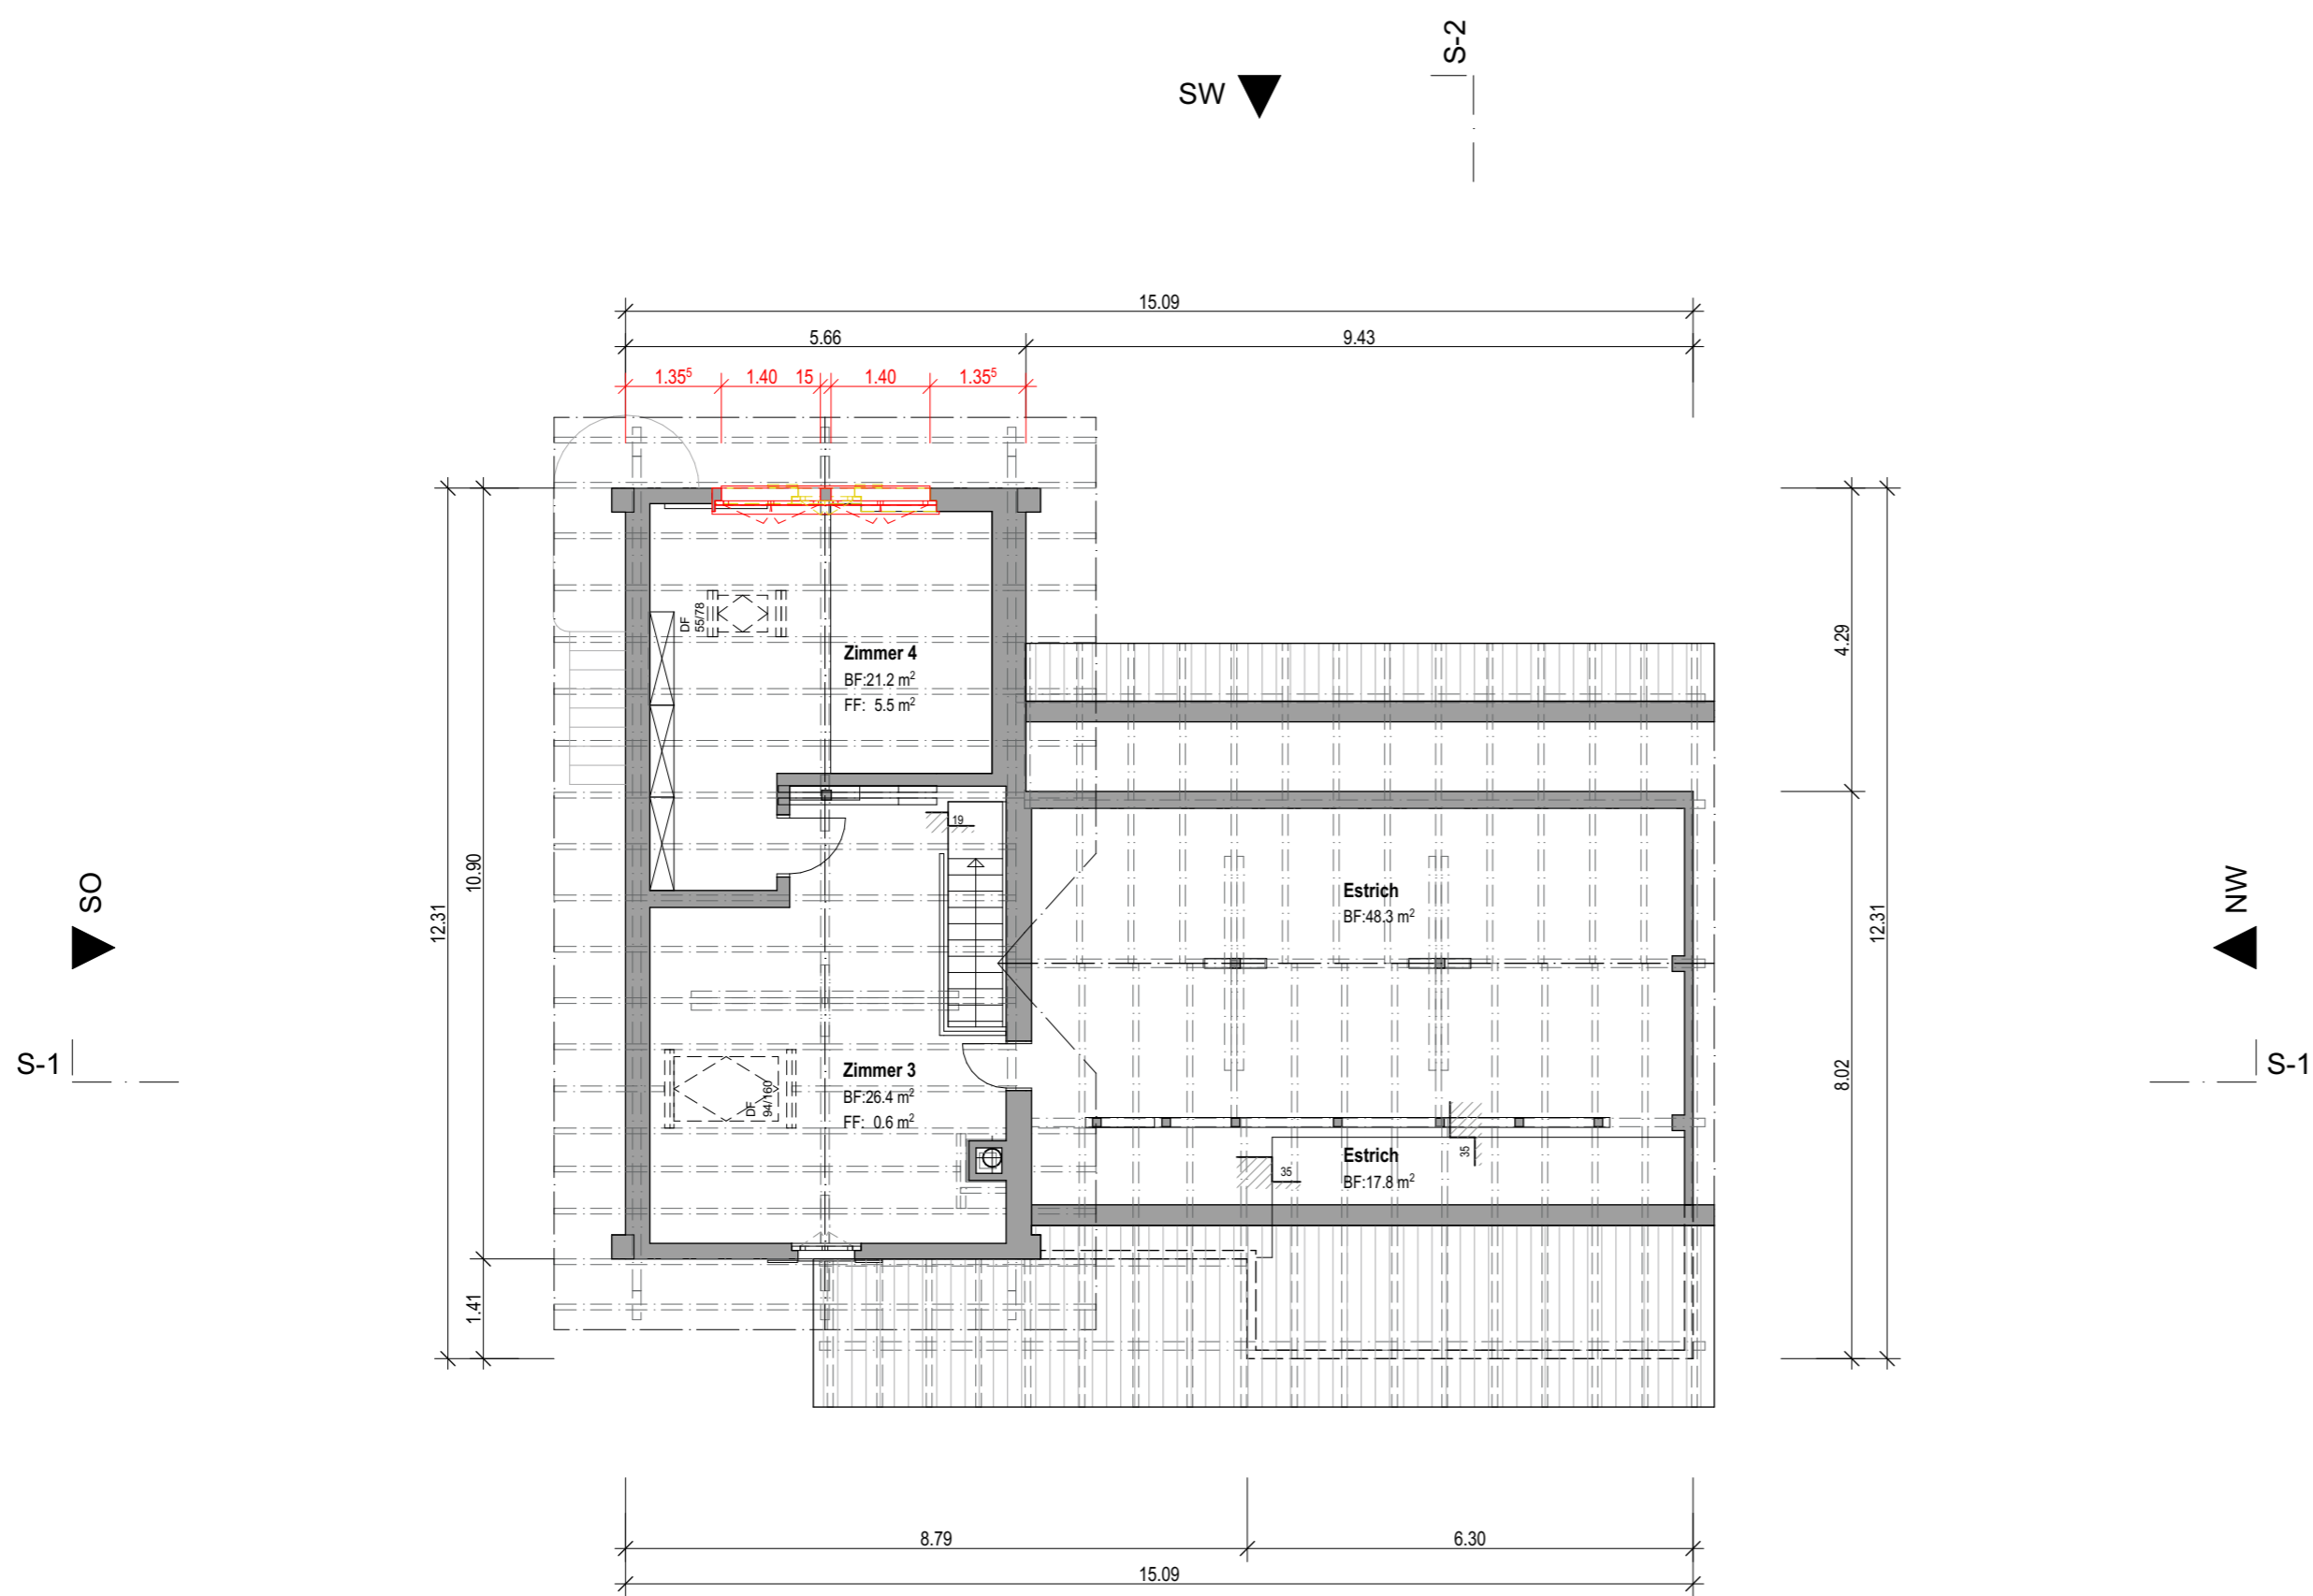 S-2
SW
15.09
5.66
9.43
1.35⁵
1.40
15
1.40
1.35⁵
DF
55/78
Zimmer 4
BF:21.2 m²
FF: 5.5 m²
4.29
19
10.90
12.31
SO
NW
Estrich
BF:48.3 m²
12.31
S-1
S-1
Zimmer 3
BF:26.4 m²
FF: 0.6 m²
DF
94/160
8.02
Estrich
BF:17.8 m²
35
35
1.41
8.79
6.30
15.09